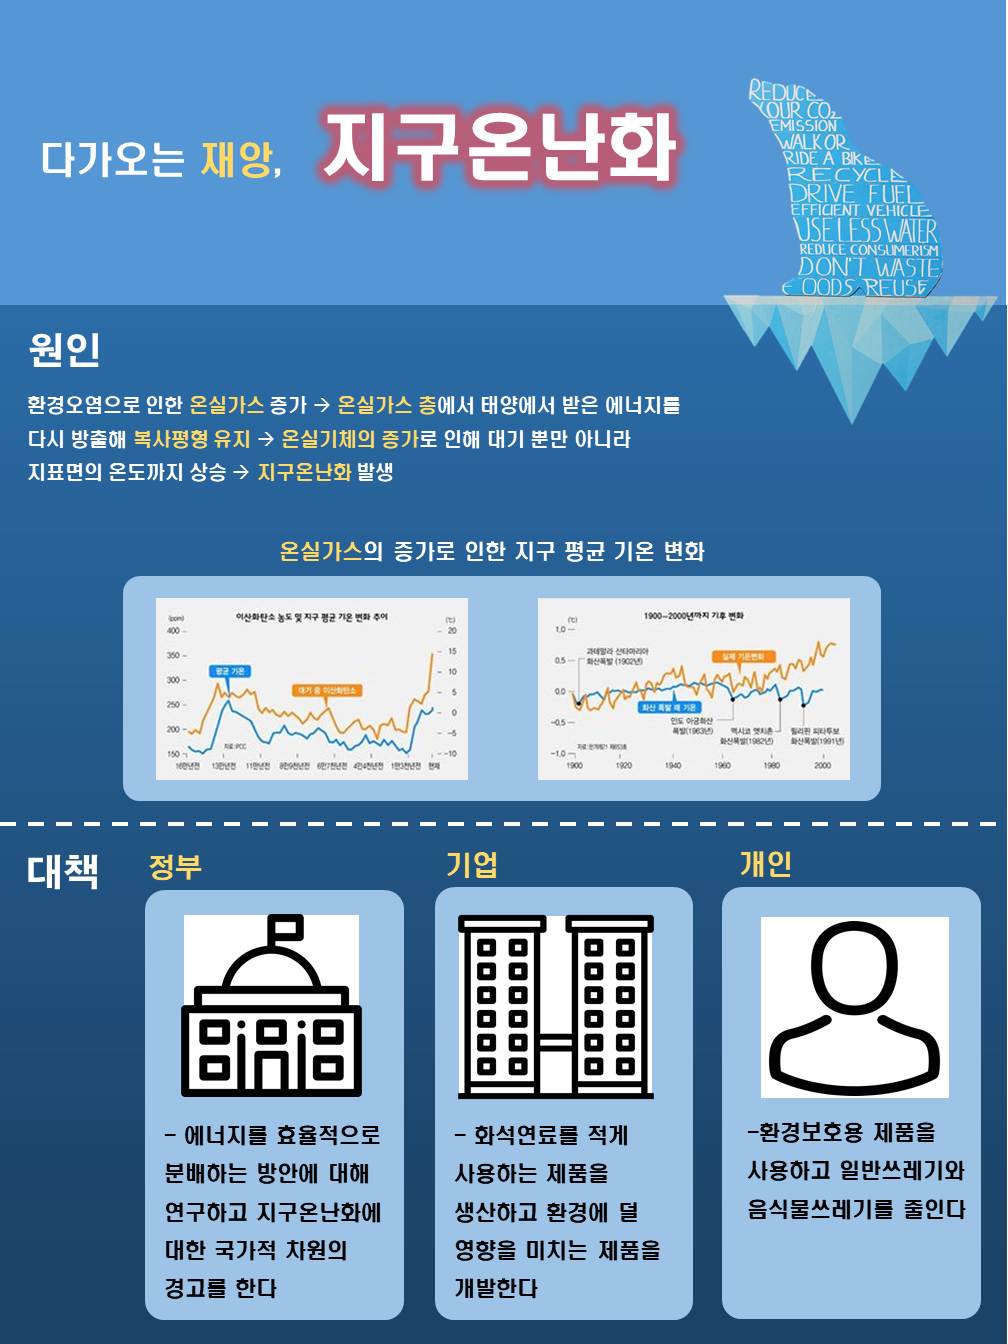 다가오는 재앙, 지구온난화
REDUCE
YOUR CO₂
EMISSION
WALK OR
RIDE A BIKE
RECYCLE
DRIVE FUEL
EFFICIENT VEHICLE
USE LESS WATER
REDUCE CONSUMERISM
DON'T WASTE
FOODS REUSE
원인
환경오염으로 인한 온실가스 증가 → 온실가스 층에서 태양에서 받은 에너지를
다시 방출해 복사평형 유지 → 온실기체의 증가로 인해 대기 뿐만 아니라
지표면의 온도까지 상승 → 지구온난화 발생
온실가스의 증가로 인한 지구 평균 기온 변화
이산화탄소 농도 및 지구 평균 기온 변화 추이
(ppm)
(℃)
400
350
300
250
200
150
20
15
10
5
0
-5
-10
평균 기온
대기 중 이산화탄소
자료:IPCC
16만년전 13만년전 11만년전 8만9천년전 6만7천년전 4만4천년전 1만3천년전 현재
1900~2000년까지 기후 변화
(℃)
1.0
0.5
0.0
-0.5
-1.0
과테말라 산타마리아
화산폭발 (1902년)
실제 기온변화
화산 폭발 때 기온
인도 아궁화산
폭발(1963년)
멕시코 엘치촌
화산폭발(1982년)
필리핀 피나투보
화산폭발(1991년)
1900 1920 1940 1960 1980 2000
대책
정부
- 에너지를 효율적으로
분배하는 방안에 대해
연구하고 지구온난화에
대한 국가적 차원의
경고를 한다
기업
- 화석연료를 적게
사용하는 제품을
생산하고 환경에 덜
영향을 미치는 제품을
개발한다
개인
-환경보호용 제품을
사용하고 일반쓰레기와
음식물쓰레기를 줄인다